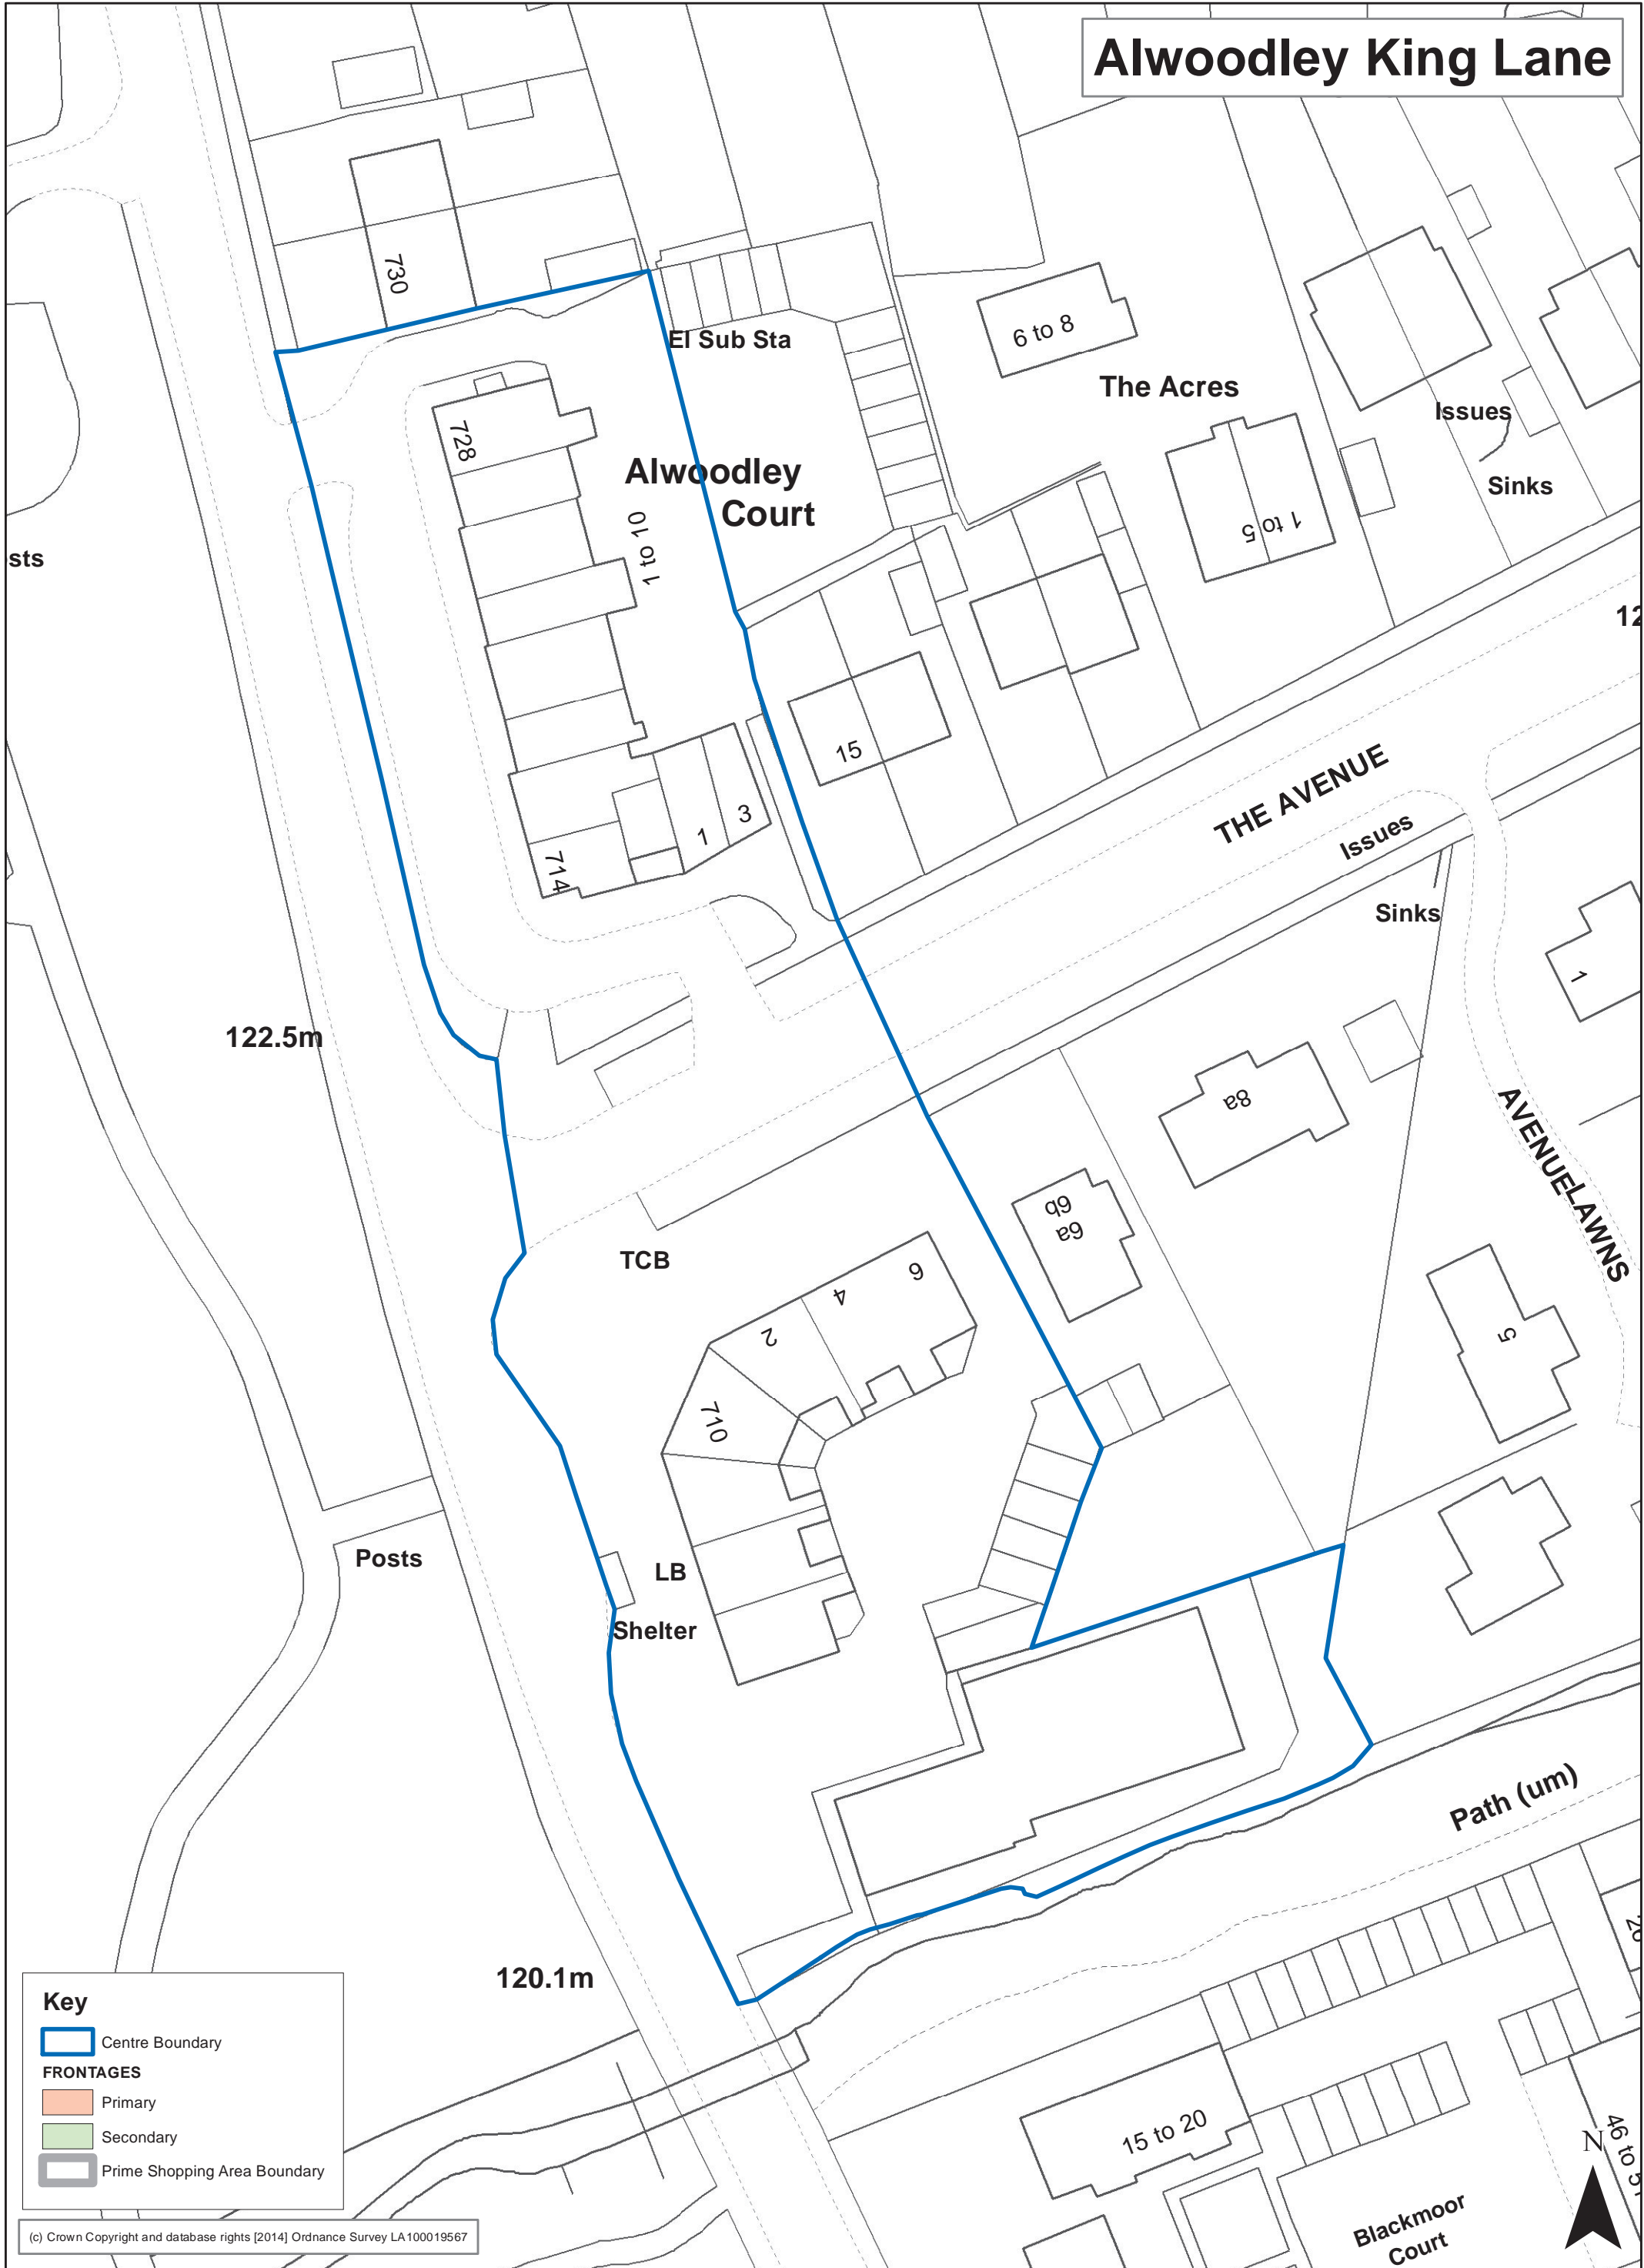 Alwoodley King Lane
730
El Sub Sta
6 to 8
The Acres
Issues
Sinks
728
Alwoodley
Court
1 to 10
1 to 5
sts
12
15
THE AVENUE
Issues
Sinks
1
3
714
1
122.5m
8a
AVENUE LAWNS
6b
6a
TCB
6
4
2
710
5
Posts
LB
Shelter
Path (um)
120.1m
15 to 20
46 to 5
N
Blackmoor
Court
Key
Centre Boundary
FRONTAGES
Primary
Secondary
Prime Shopping Area Boundary
(c) Crown Copyright and database rights [2014] Ordnance Survey LA100019567